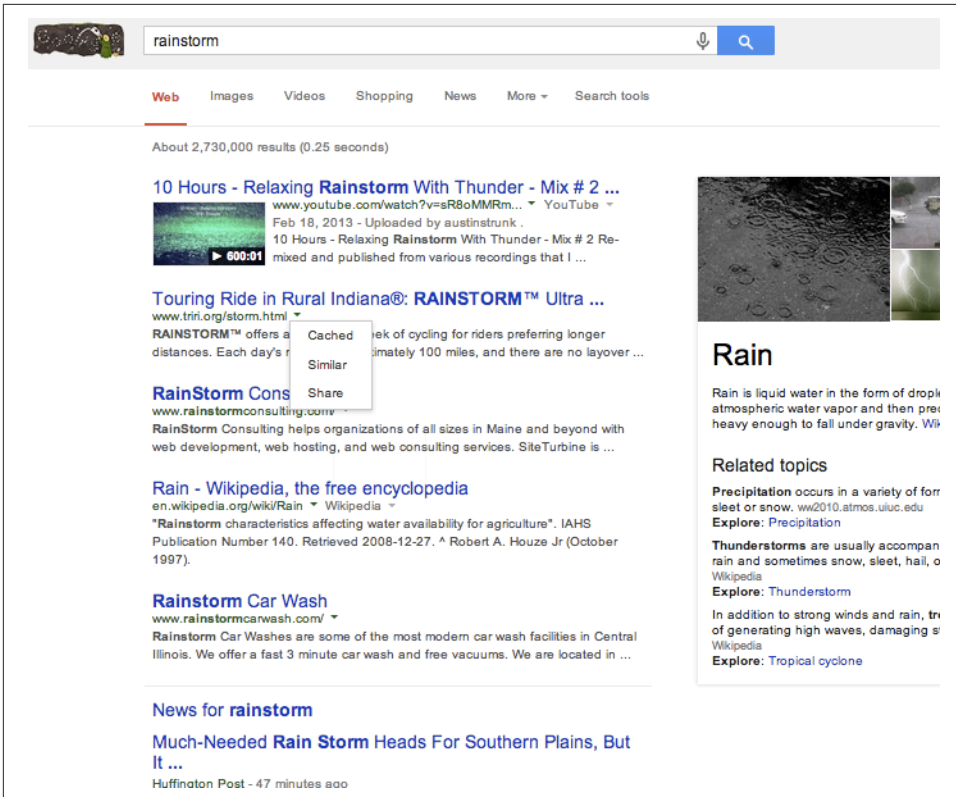 rainstorm
Web Images Videos Shopping News More Search tools
About 2,730,000 results (0.25 seconds)
10 Hours - Relaxing Rainstorm With Thunder - Mix # 2 ...
www.youtube.com/watch?v=sR8oMMRm... YouTube
Feb 18, 2013 - Uploaded by austinstrunk .
10 Hours - Relaxing Rainstorm With Thunder - Mix # 2 Re-
600:01 mixed and published from various recordings that I ...
Touring Ride in Rural Indiana®: RAINSTORM™ Ultra ...
www.triri.org/storm.html
RAINSTORM™ offers a eek of cycling for riders preferring longer
distances. Each day's r timately 100 miles, and there are no layover ...
Cached
Similar
Share
RainStorm Cons
www.rainstormconsulting.com/
RainStorm Consulting helps organizations of all sizes in Maine and beyond with
web development, web hosting, and web consulting services. SiteTurbine is ...
Rain - Wikipedia, the free encyclopedia
en.wikipedia.org/wiki/Rain Wikipedia
"Rainstorm characteristics affecting water availability for agriculture". IAHS
Publication Number 140. Retrieved 2008-12-27. ^ Robert A. Houze Jr (October
1997).
Rainstorm Car Wash
www.rainstormcarwash.com/
Rainstorm Car Washes are some of the most modern car wash facilities in Central
Illinois. We offer a fast 3 minute car wash and free vacuums. We are located in ...
News for rainstorm
Much-Needed Rain Storm Heads For Southern Plains, But
It ...
Huffington Post - 47 minutes ago
Rain
Rain is liquid water in the form of drople
atmospheric water vapor and then prec
heavy enough to fall under gravity. Wik
Related topics
Precipitation occurs in a variety of forr
sleet or snow. ww2010.atmos.uiuc.edu
Explore: Precipitation
Thunderstorms are usually accompan
rain and sometimes snow, sleet, hail, o
Wikipedia
Explore: Thunderstorm
In addition to strong winds and rain, tr
of generating high waves, damaging st
Wikipedia
Explore: Tropical cyclone